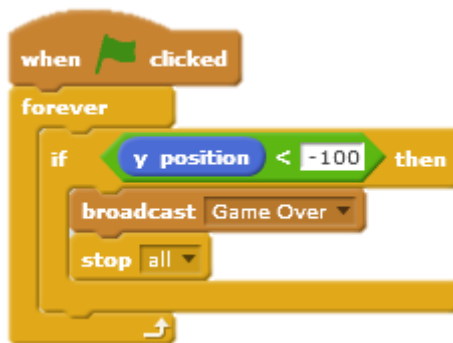 when clicked
forever
if y position < -100 then
broadcast Game Over
stop all